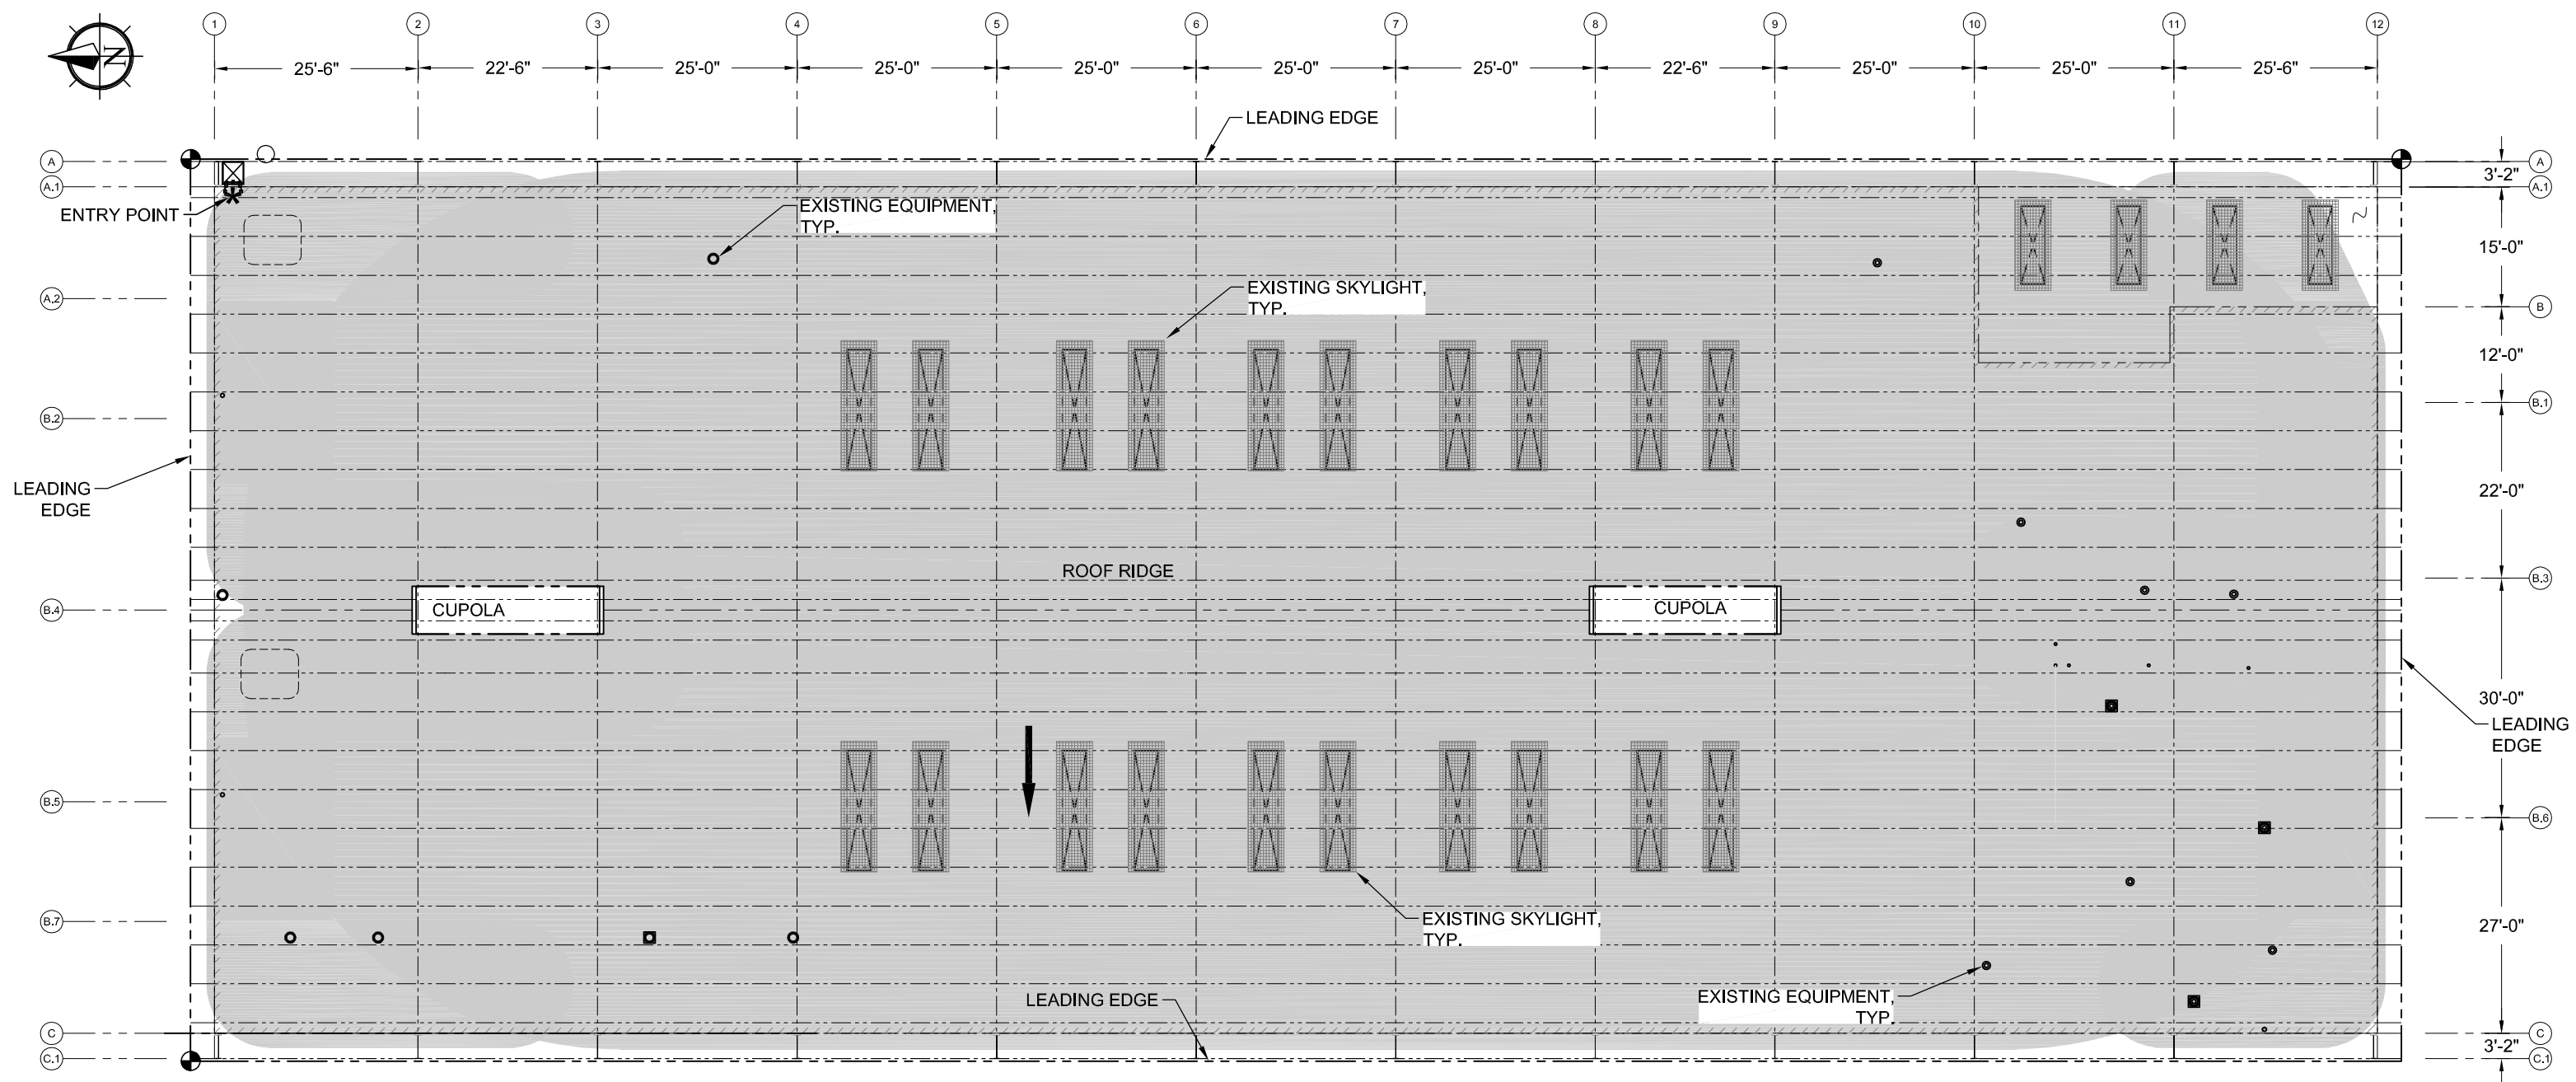 N
1 2 3 4 5 6 7 8 9 10 11 12
25'-6" 22'-6" 25'-0" 25'-0" 25'-0" 25'-0" 25'-0" 22'-6" 25'-0" 25'-0" 25'-6"
LEADING EDGE
A
A
3'-2"
A.1
A.1
ENTRY POINT
EXISTING EQUIPMENT,
TYP.
15'-0"
EXISTING SKYLIGHT,
TYP.
A.2
B
12'-0"
B.2
B.1
LEADING
EDGE
22'-0"
ROOF RIDGE
B.3
B.4
CUPOLA
CUPOLA
30'-0"
LEADING
EDGE
B.5
B.6
EXISTING SKYLIGHT,
TYP.
B.7
27'-0"
LEADING EDGE
EXISTING EQUIPMENT,
TYP.
C
C
3'-2"
C.1
C.1